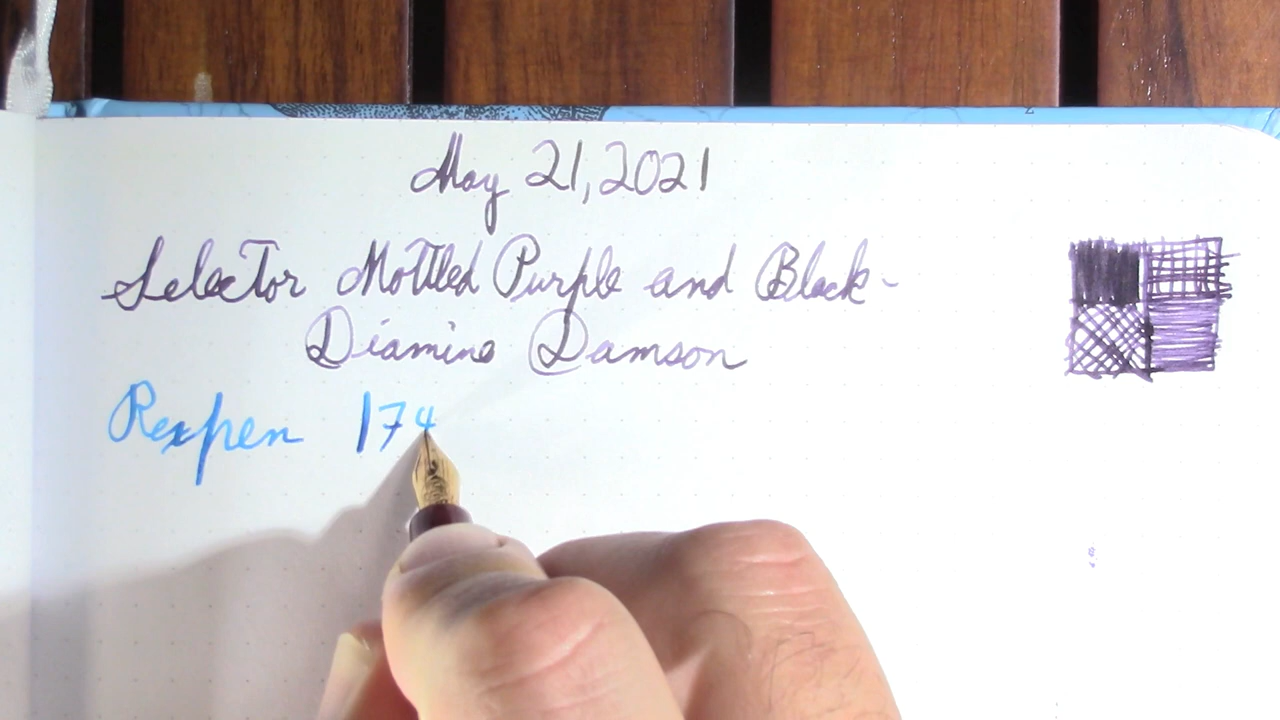 May 21, 2021
Selector Mottled Purple and Black-
Diamine Damson
Rexpen 174